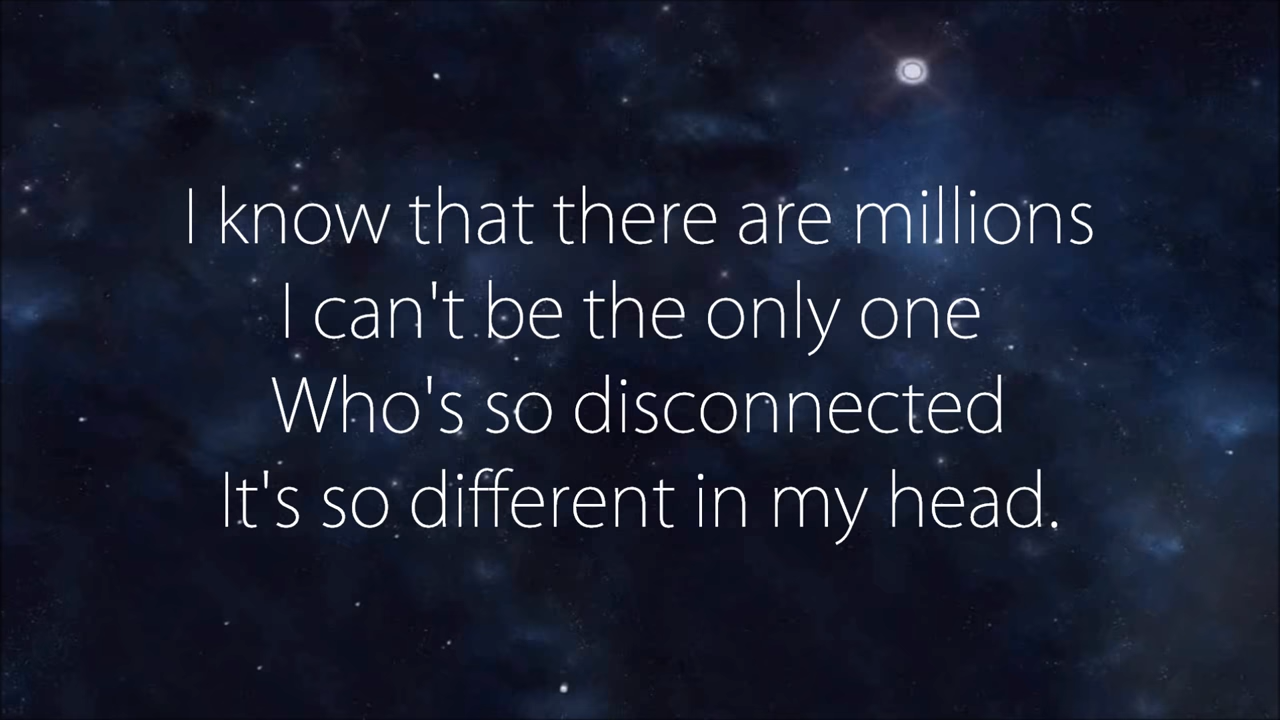 I know that there are millions
I can't be the only one
Who's so disconnected
It's so different in my head.